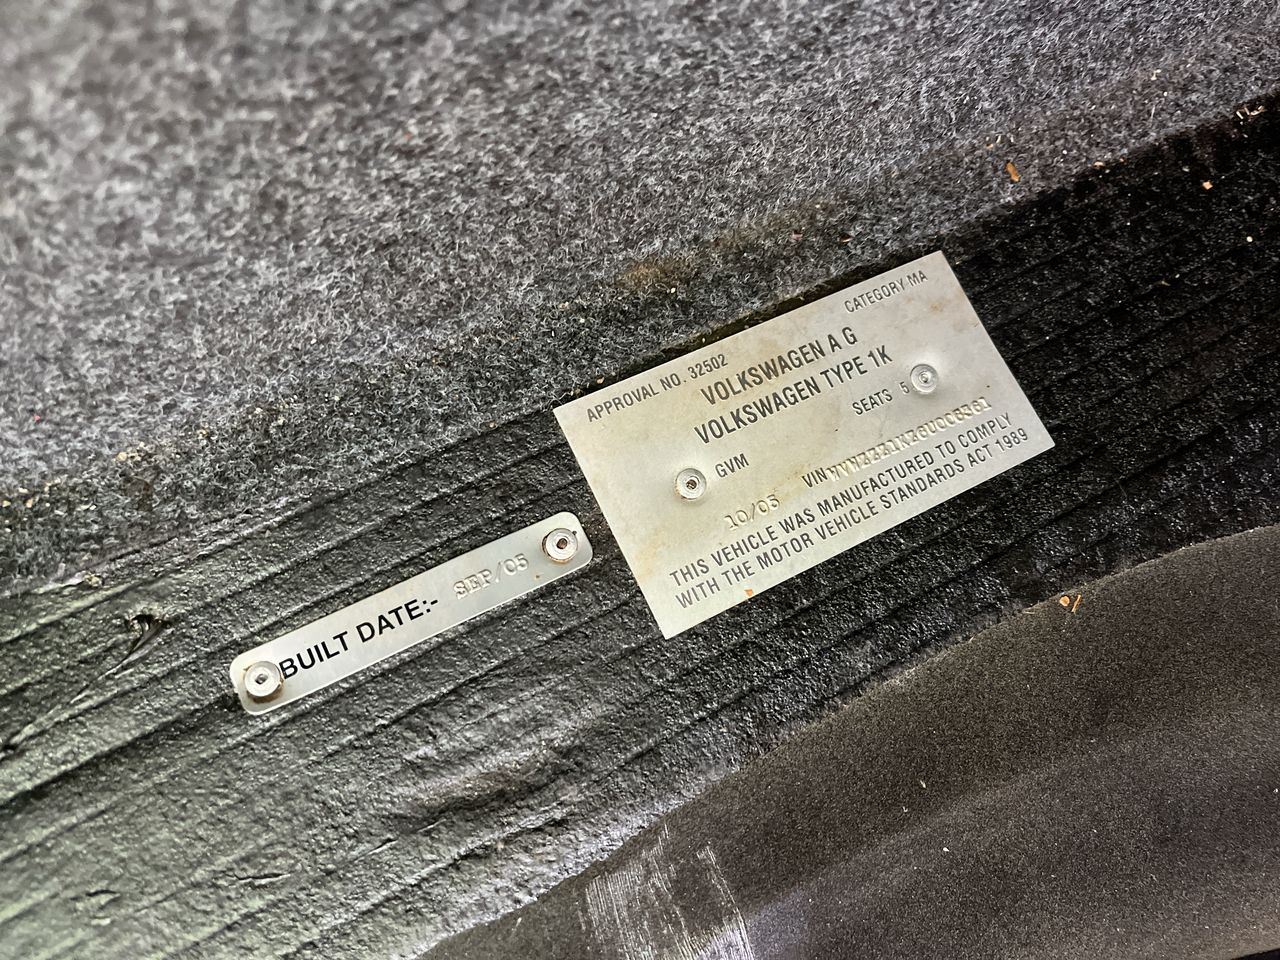 APPROVAL NO. 32502 CATEGORY MA
VOLKSWAGEN A G
VOLKSWAGEN TYPE 1K
SEATS 5
GVM
10/05 VIN
THIS VEHICLE WAS MANUFACTURED TO COMPLY
WITH THE MOTOR VEHICLE STANDARDS ACT 1989
BUILT DATE:- SEP/05